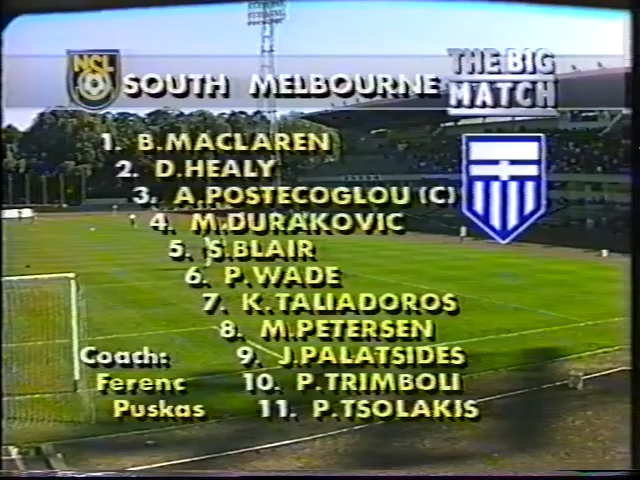 NCL
SOUTH MELBOURNE
THE BIG
MATCH
1. B.MACLAREN
2. D.HEALY
3. A.POSTECOGLOU (C)
4. M.DURAKOVIC
5. S.BLAIR
6. P.WADE
7. K.TALIADOROS
8. M.PETERSEN
9. J.PALATSIDES
10. P.TRIMBOLI
11. P.TSOLAKIS
Coach:
Ferenc
Puskas